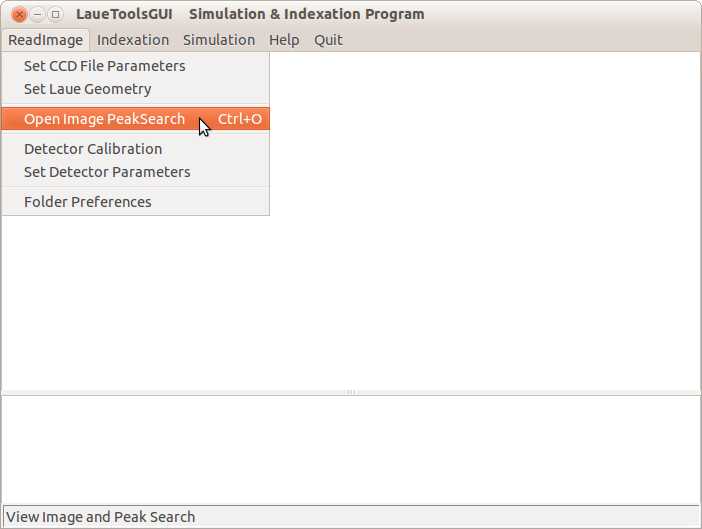 LaueToolsGUI Simulation & Indexation Program
ReadImage Indexation Simulation Help Quit
Set CCD File Parameters
Set Laue Geometry
Open Image PeakSearch Ctrl+O
Detector Calibration
Set Detector Parameters
Folder Preferences
View Image and Peak Search